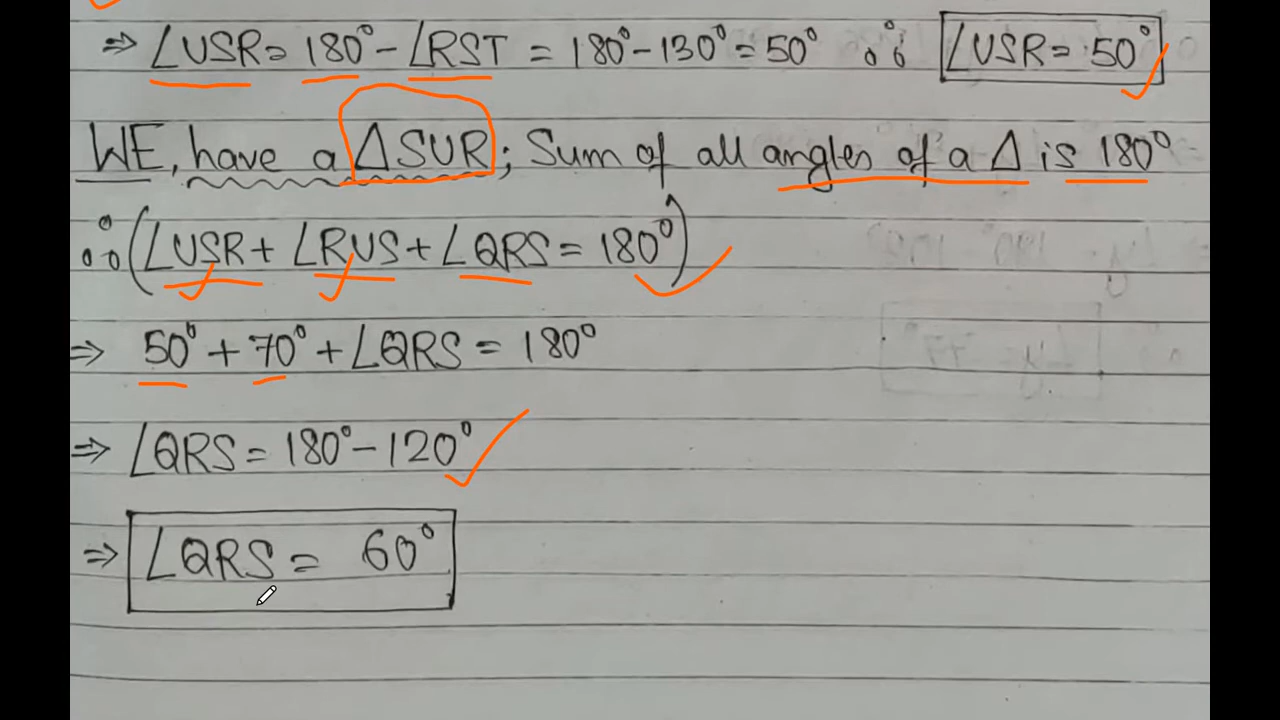 ⇒ ∠USR = 180° - ∠RST = 180° - 130° = 50° ∴ ∠USR = 50°
WE, have a △SUR; Sum of all angles of a △ is 180°
∴ (∠USR + ∠RUS + ∠QRS = 180°)
⇒ 50° + 70° + ∠QRS = 180°
⇒ ∠QRS = 180° - 120°
⇒ ∠QRS = 60°